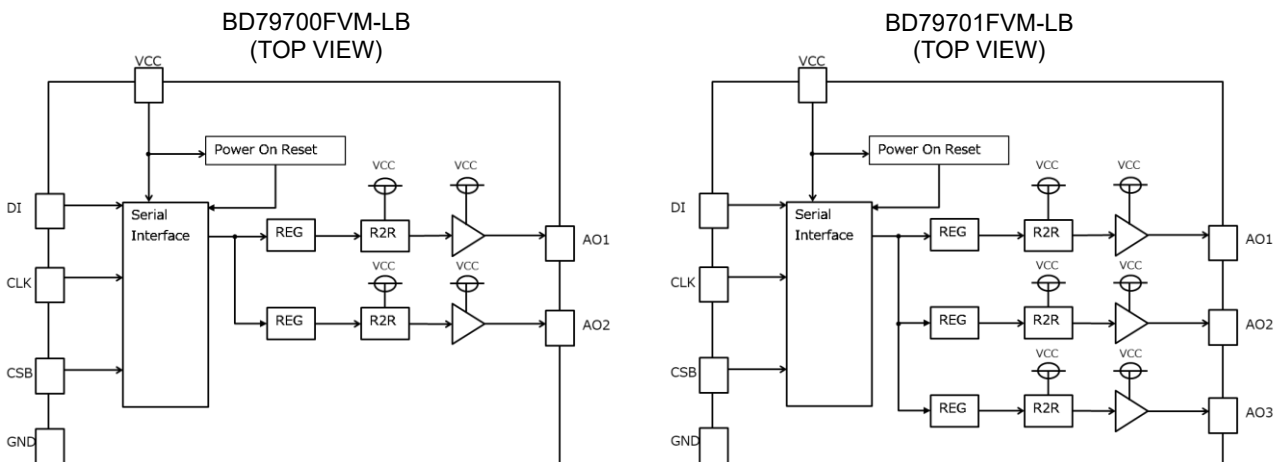 BD79700FVM-LB
(TOP VIEW)
VCC
Power On Reset
VCC
VCC
DI
Serial
Interface
REG
R2R
AO1
CLK
VCC
VCC
REG
R2R
AO2
CSB
GND
BD79701FVM-LB
(TOP VIEW)
VCC
Power On Reset
VCC
VCC
DI
Serial
Interface
REG
R2R
AO1
CLK
VCC
VCC
REG
R2R
AO2
CSB
VCC
VCC
REG
R2R
AO3
GND